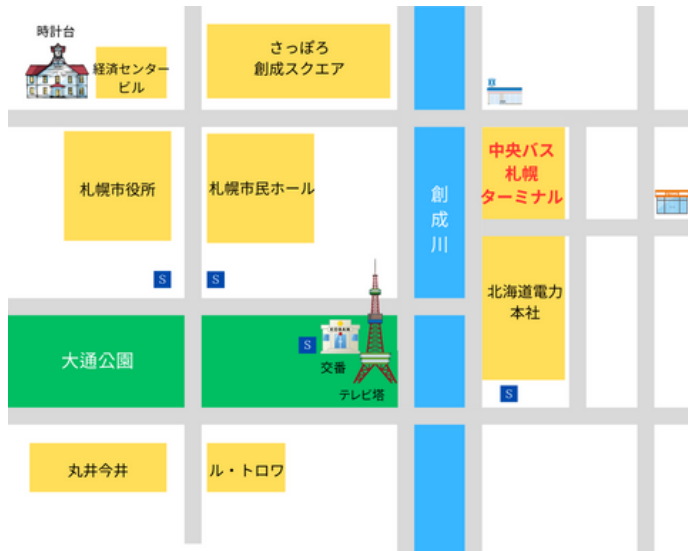 時計台
経済センター
ビル
さっぽろ
創成スクエア
札幌市役所
札幌市民ホール
創成川
中央バス
札幌
ターミナル
S
S
北海道電力
本社
大通公園
S
KOBAN
交番
テレビ塔
S
丸井今井
ル・トロワ